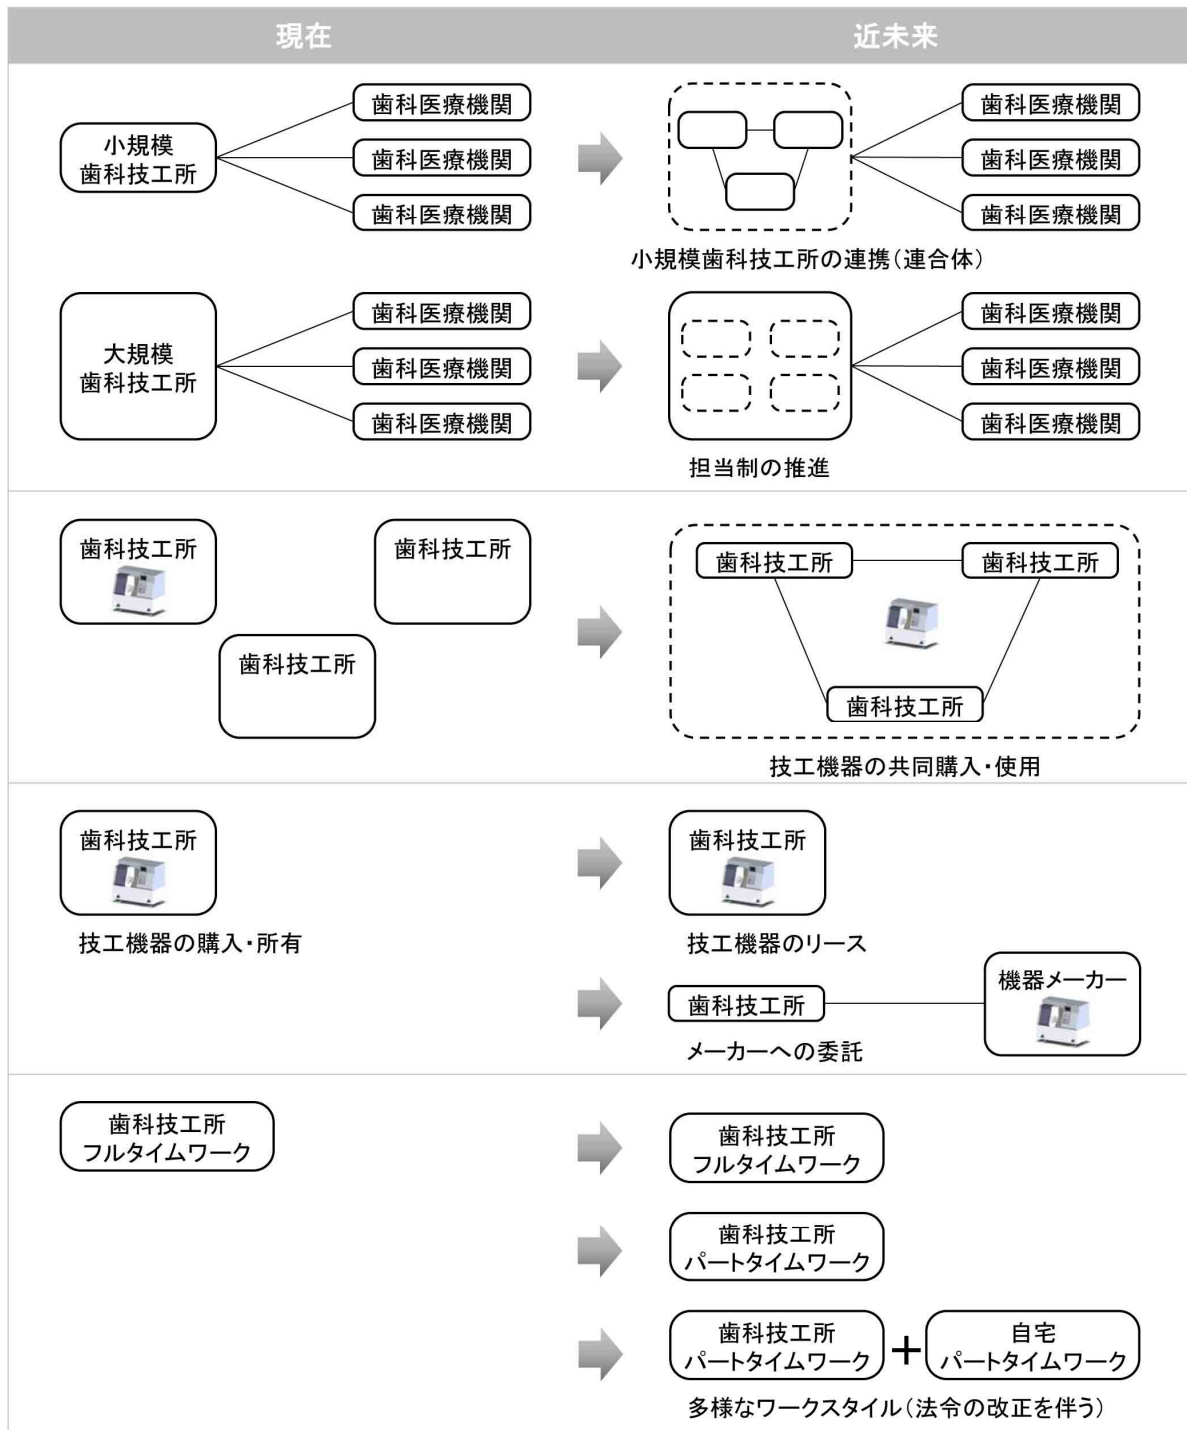 現在
近未来
小規模
歯科技工所
歯科医療機関
歯科医療機関
歯科医療機関
歯科医療機関
歯科医療機関
歯科医療機関
小規模歯科技工所の連携(連合体)
大規模
歯科技工所
歯科医療機関
歯科医療機関
歯科医療機関
歯科医療機関
歯科医療機関
歯科医療機関
担当制の推進
歯科技工所
歯科技工所
歯科技工所
歯科技工所
歯科技工所
歯科技工所
技工機器の共同購入・使用
歯科技工所
技工機器の購入・所有
歯科技工所
技工機器のリース
歯科技工所
機器メーカー
メーカーへの委託
歯科技工所
フルタイムワーク
歯科技工所
フルタイムワーク
歯科技工所
パートタイムワーク
歯科技工所
パートタイムワーク
+
自宅
パートタイムワーク
多様なワークスタイル(法令の改正を伴う)